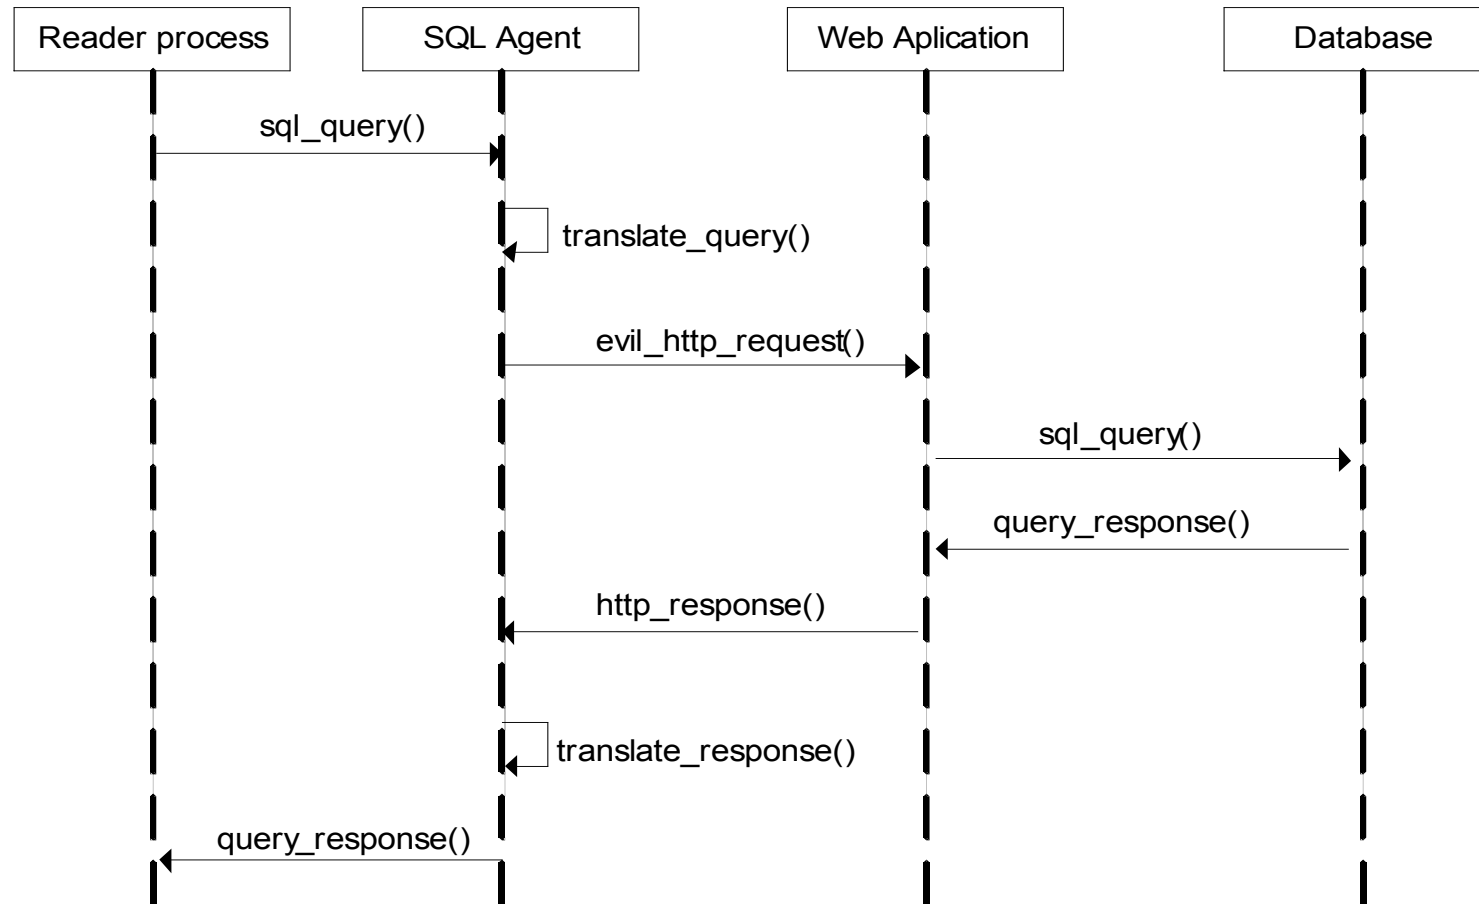 Reader process
SQL Agent
Web Aplication
Database
sql_query()
translate_query()
evil_http_request()
sql_query()
query_response()
http_response()
translate_response()
query_response()